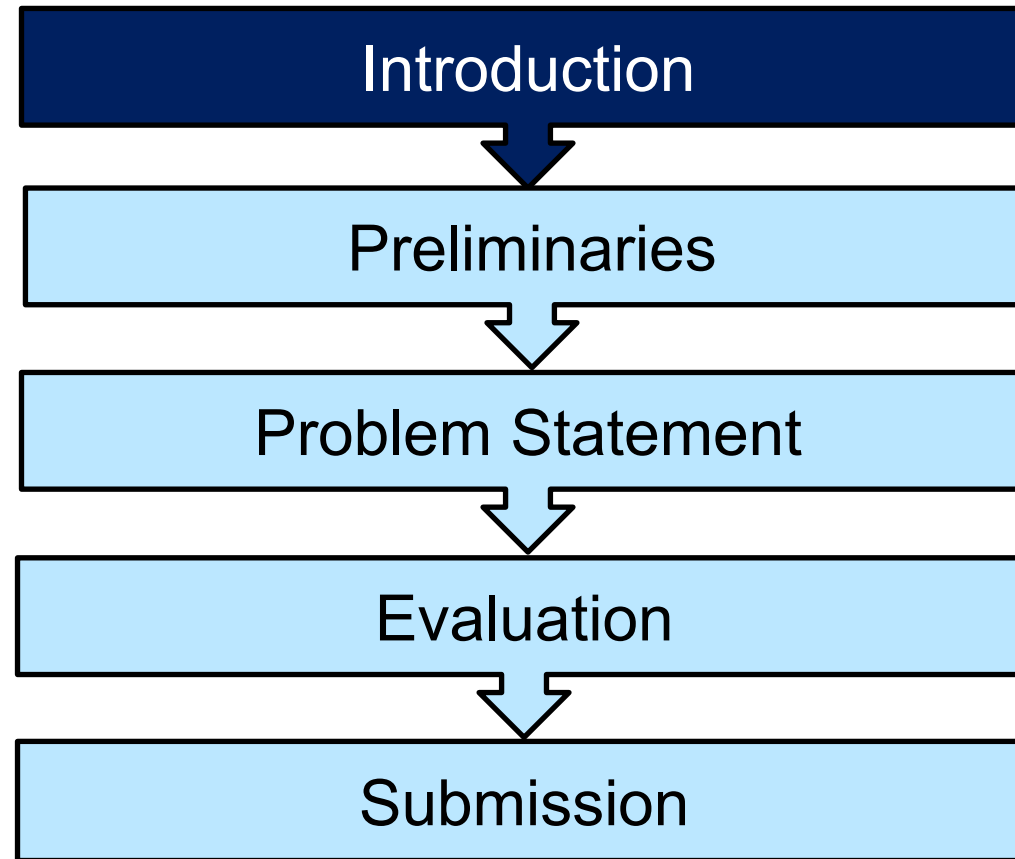 Introduction
Preliminaries
Problem Statement
Evaluation
Submission